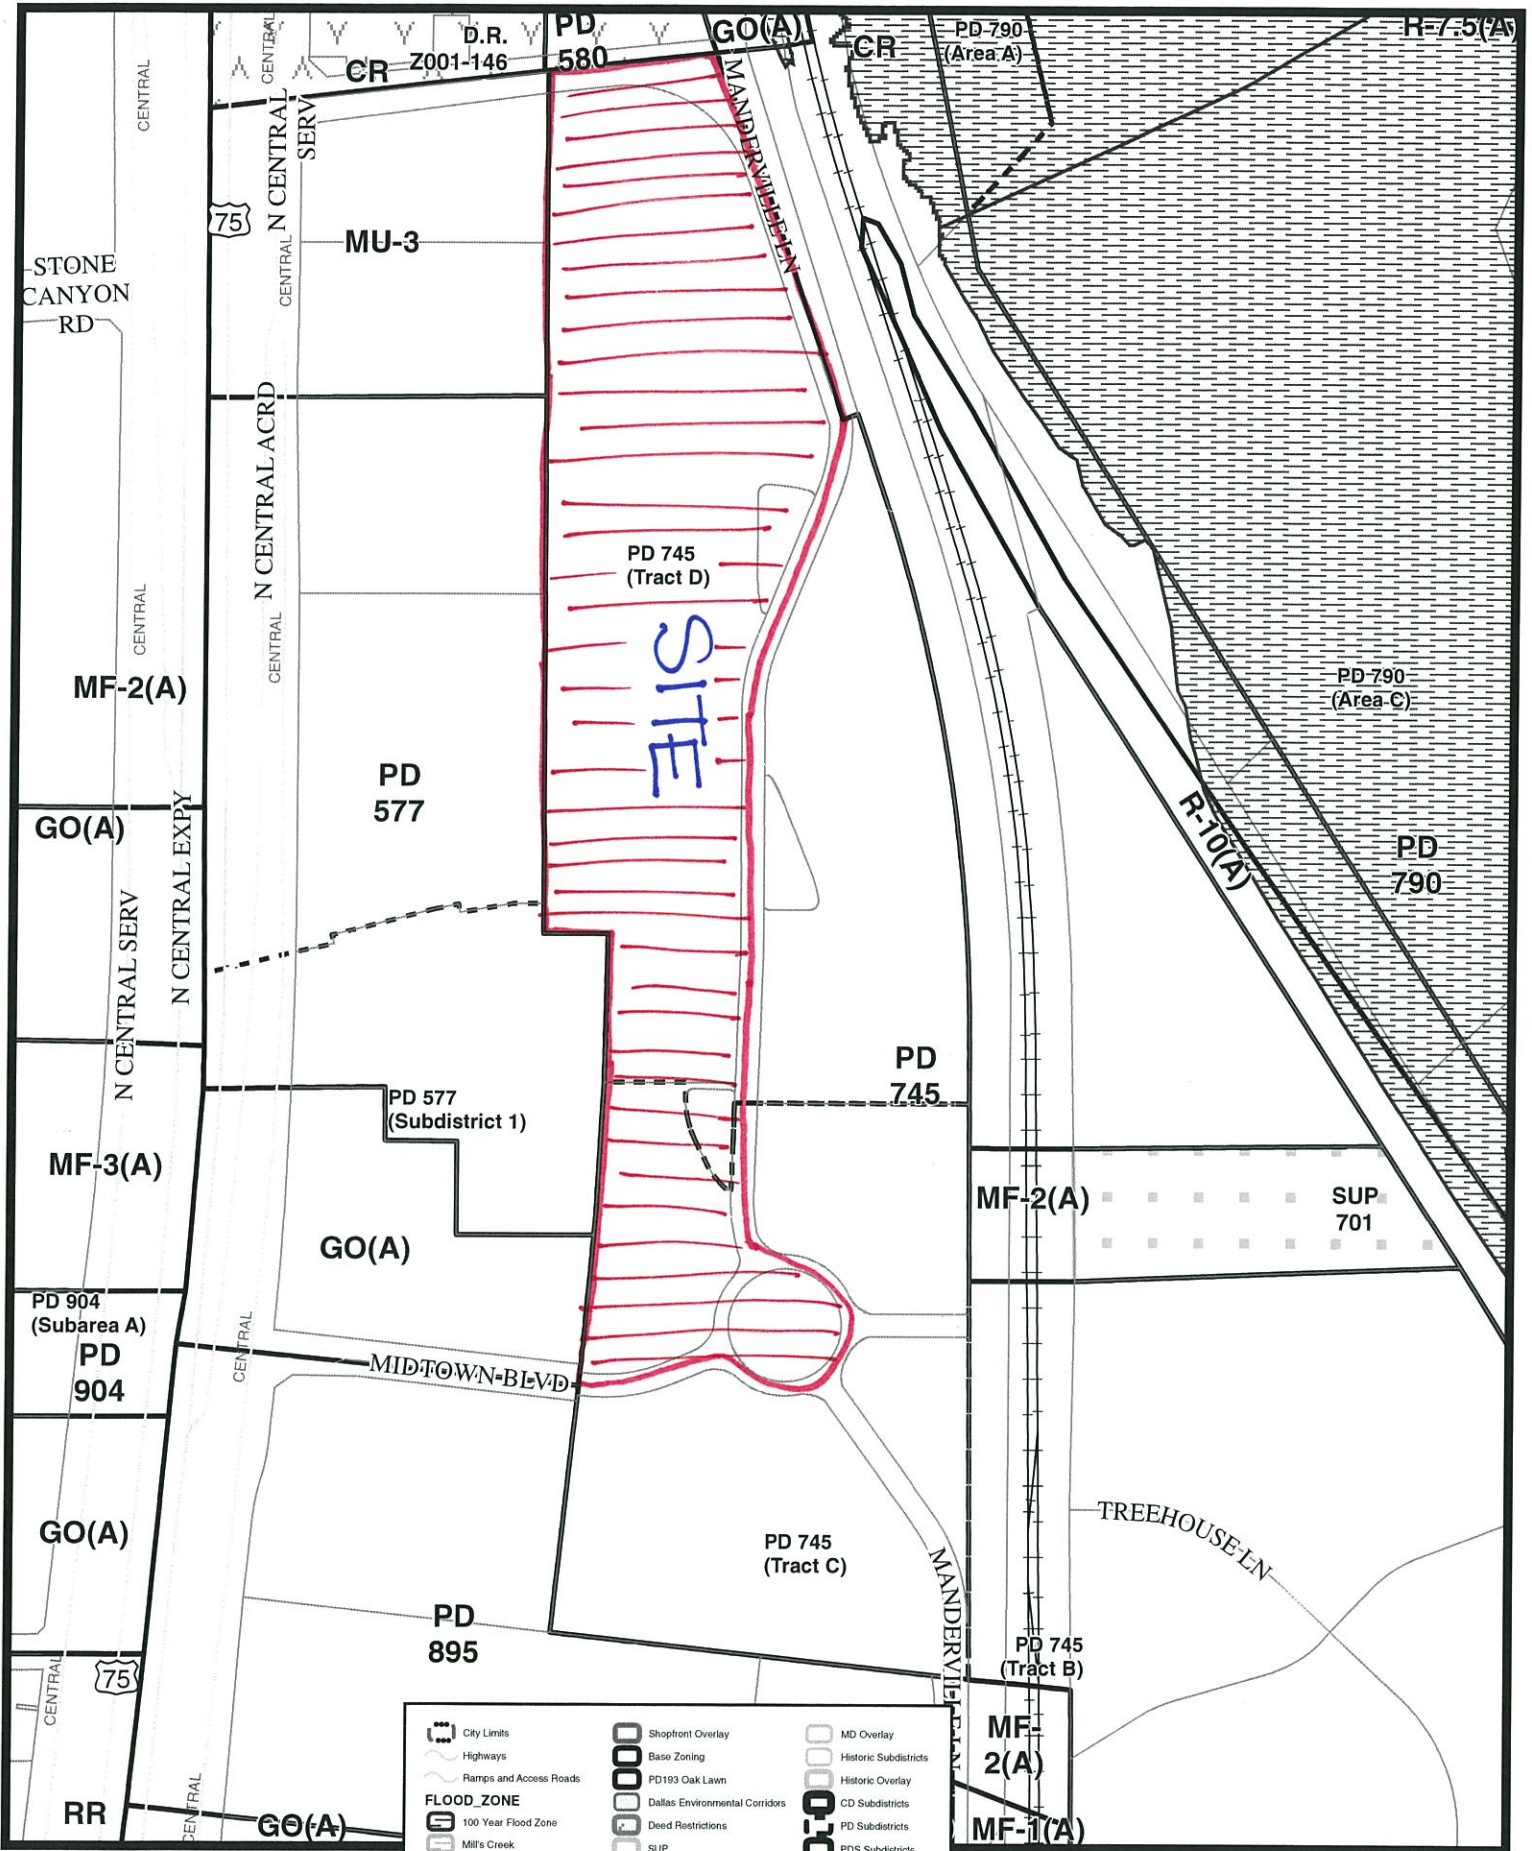 PD
580
GO(A)
D.R.
Z001-146
CR
CR
PD 790
(Area A)
R-7.5(A)
CENTRAL
CENTRAL
N CENTRAL
SERV
MANDERVILLE LN
75
MU-3
CENTRAL
STONE
CANYON
RD
N CENTRAL ACRD
PD 745
(Tract D)
SITE
CENTRAL
CENTRAL
MF-2(A)
PD 790
(Area C)
PD
577
GO(A)
N CENTRAL EXPY
N CENTRAL SERV
R-10(A)
PD
790
PD
745
PD 577
(Subdistrict 1)
MF-3(A)
MF-2(A)
SUP
701
GO(A)
PD 904
(Subarea A)
PD
904
CENTRAL
MIDTOWN BLVD
GO(A)
TREEHOUSE LN
PD 745
(Tract C)
MANDERVILLE LN
PD
895
PD 745
(Tract B)
75
CENTRAL
MF-
2(A)
RR
CENTRAL
GO(A)
MF-1(A)
City Limits
Highways
Ramps and Access Roads
FLOOD_ZONE
100 Year Flood Zone
Mill's Creek
Shopfront Overlay
Base Zoning
PD193 Oak Lawn
Dallas Environmental Corridors
Deed Restrictions
SUP
MD Overlay
Historic Subdistricts
Historic Overlay
CD Subdistricts
PD Subdistricts
PDS Subdistricts